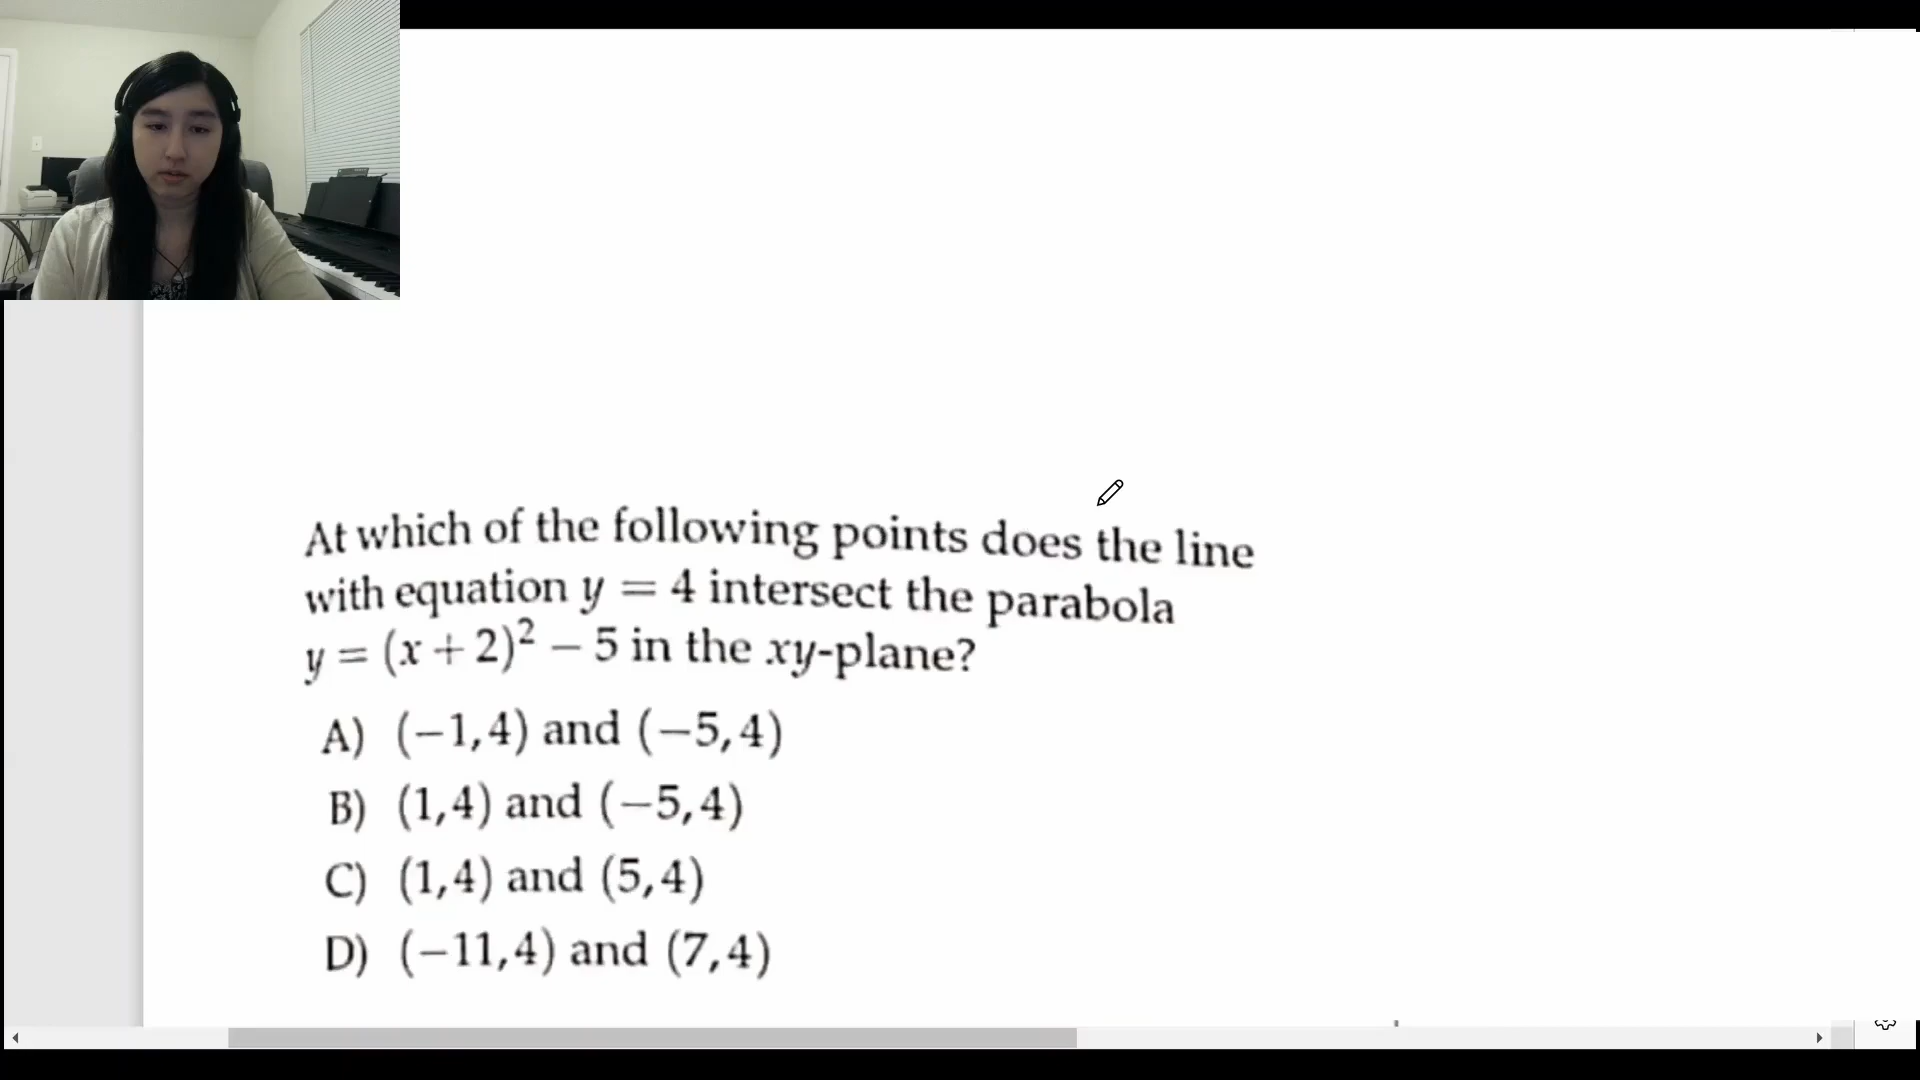 At which of the following points does the line
with equation y = 4 intersect the parabola
y = (x + 2)² − 5 in the xy-plane?
A) (−1,4) and (−5,4)
B) (1,4) and (−5,4)
C) (1,4) and (5,4)
D) (−11,4) and (7,4)